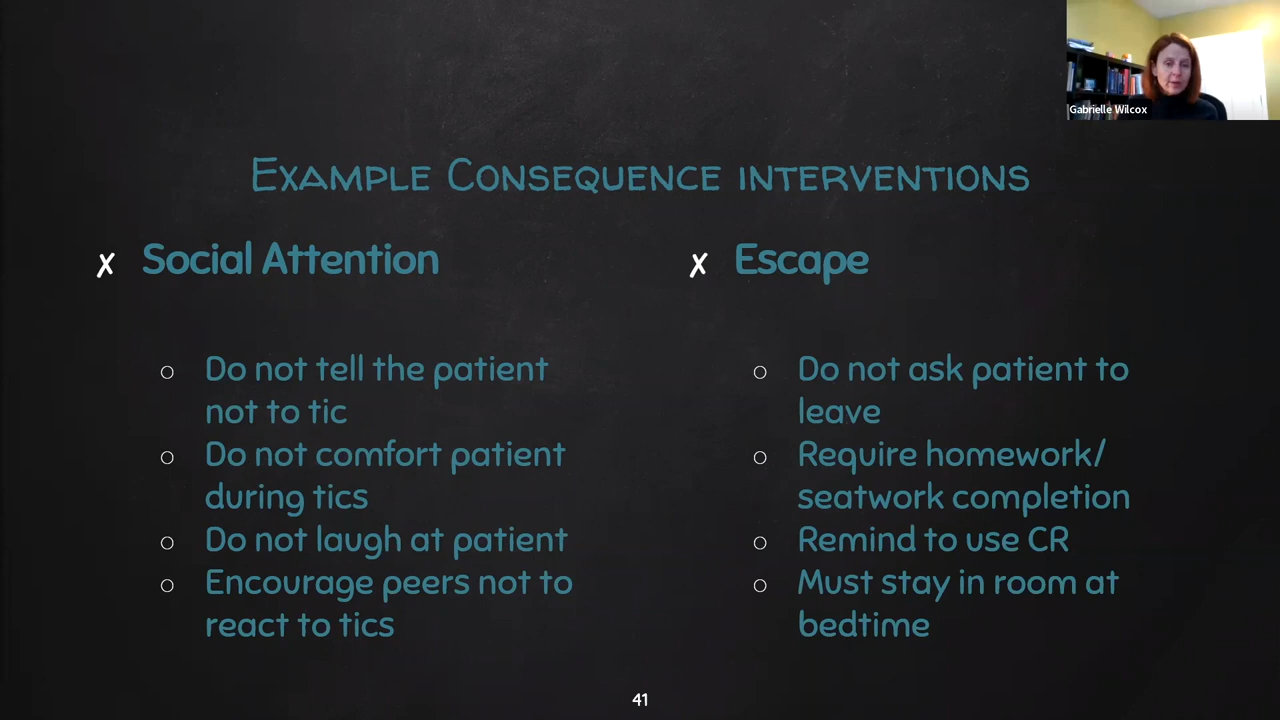 Gabrielle Wilcox
Example Consequence interventions
✗ Social Attention
○ Do not tell the patient
not to tic
○ Do not comfort patient
during tics
○ Do not laugh at patient
○ Encourage peers not to
react to tics
✗ Escape
○ Do not ask patient to
leave
○ Require homework/
seatwork completion
○ Remind to use CR
○ Must stay in room at
bedtime
41